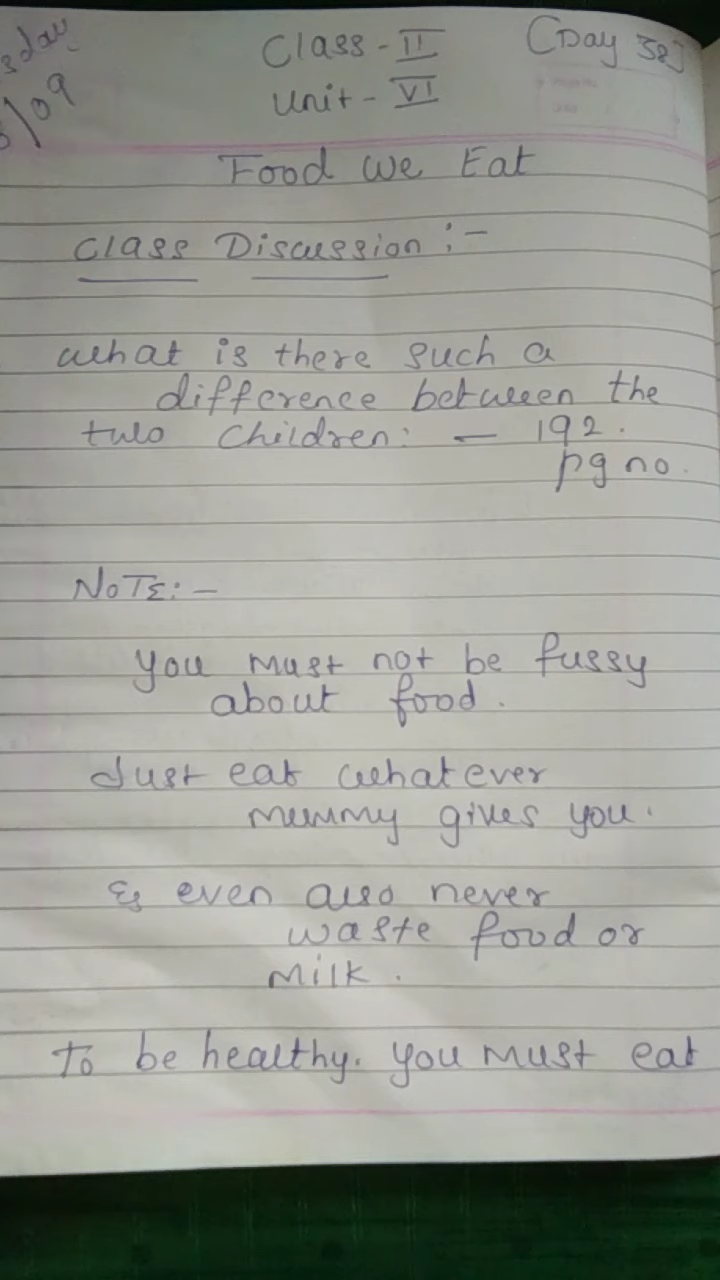 sday
/09
Class - II
(Day 38)
Unit - VI
Food We Eat
Class Discussion :-
what is there such a
difference between the
two children: - 192.
pg no.
NOTE: -
you must not be fussy
about food.
Just eat whatever
mummy gives you.
& even also never
waste food or
milk.
To be healthy. you must eat